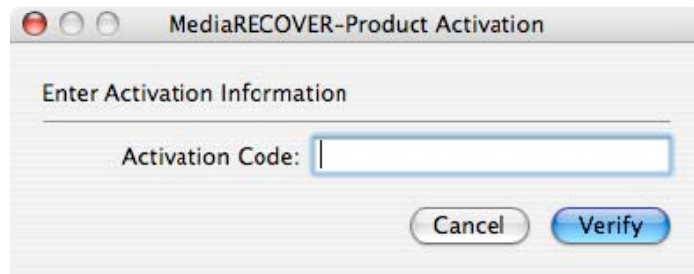 MediaRECOVER-Product Activation
Enter Activation Information
Activation Code:
Cancel Verify